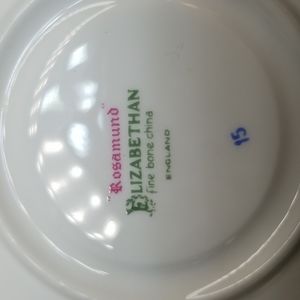 "Rosamund"
ELIZABETHAN
fine bone china
ENGLAND
15